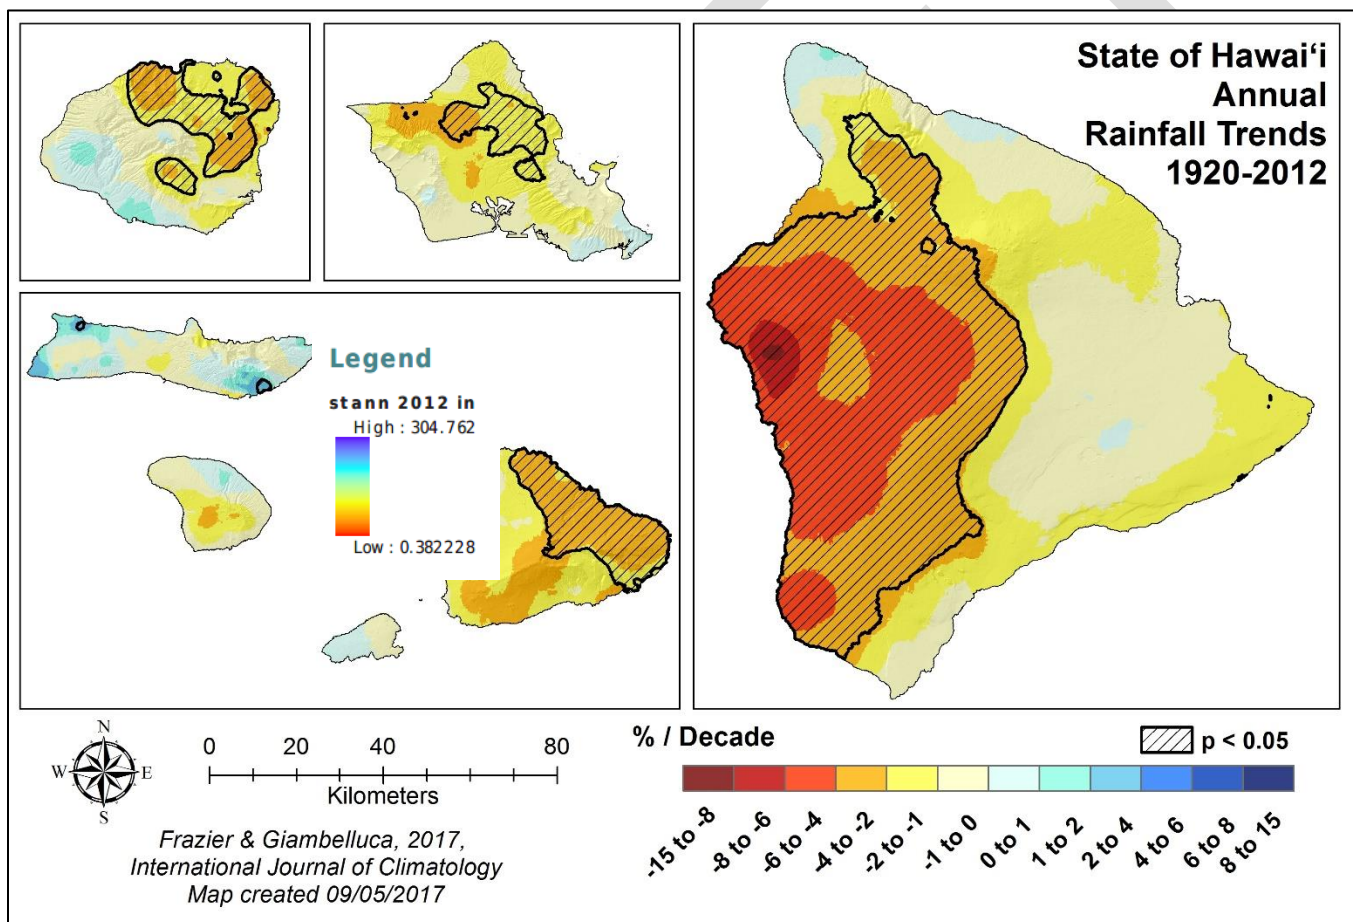 State of Hawai‘i
Annual
Rainfall Trends
1920-2012
Legend
stann 2012 in
High : 304.762
Low : 0.382228
N
W E
S
0 20 40 80
Kilometers
Frazier & Giambelluca, 2017,
International Journal of Climatology
Map created 09/05/2017
% / Decade
p < 0.05
-15 to -8
-8 to -6
-6 to -4
-4 to -2
-2 to -1
-1 to 0
0 to 1
1 to 2
2 to 4
4 to 6
6 to 8
8 to 15